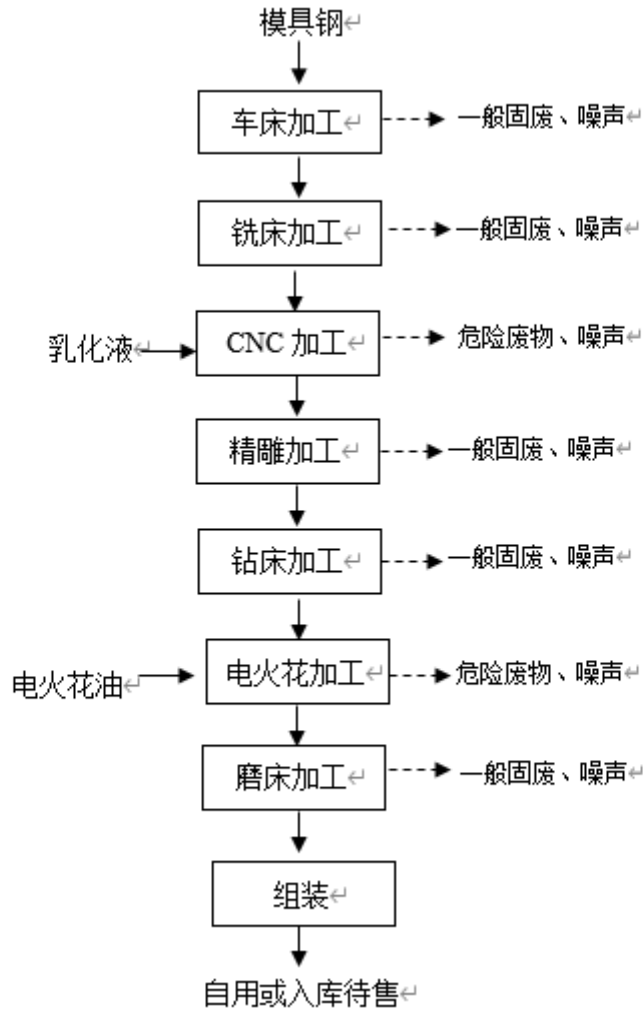 模具钢
车床加工
一般固废、噪声
铣床加工
一般固废、噪声
乳化液
CNC 加工
危险废物、噪声
精雕加工
一般固废、噪声
钻床加工
一般固废、噪声
电火花油
电火花加工
危险废物、噪声
磨床加工
一般固废、噪声
组装
自用或入库待售